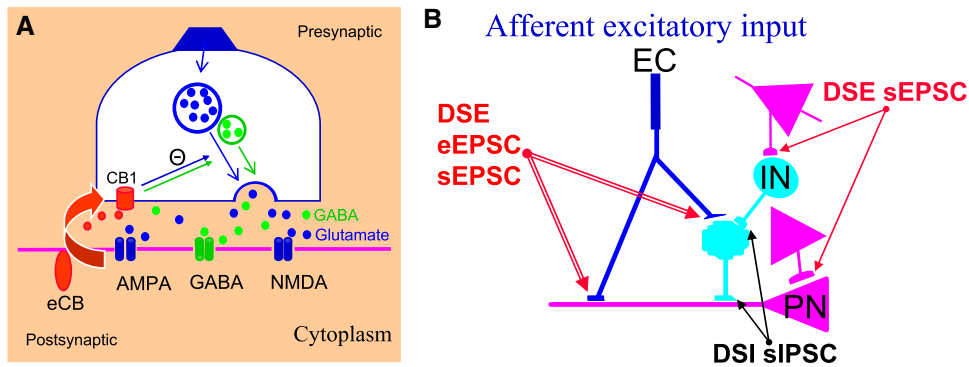 A
Presynaptic
Θ
CB1
GABA
Glutamate
AMPA
GABA
NMDA
eCB
Cytoplasm
Postsynaptic
B
Afferent excitatory input
EC
DSE
eEPSC
sEPSC
DSE sEPSC
IN
PN
DSI sIPSC